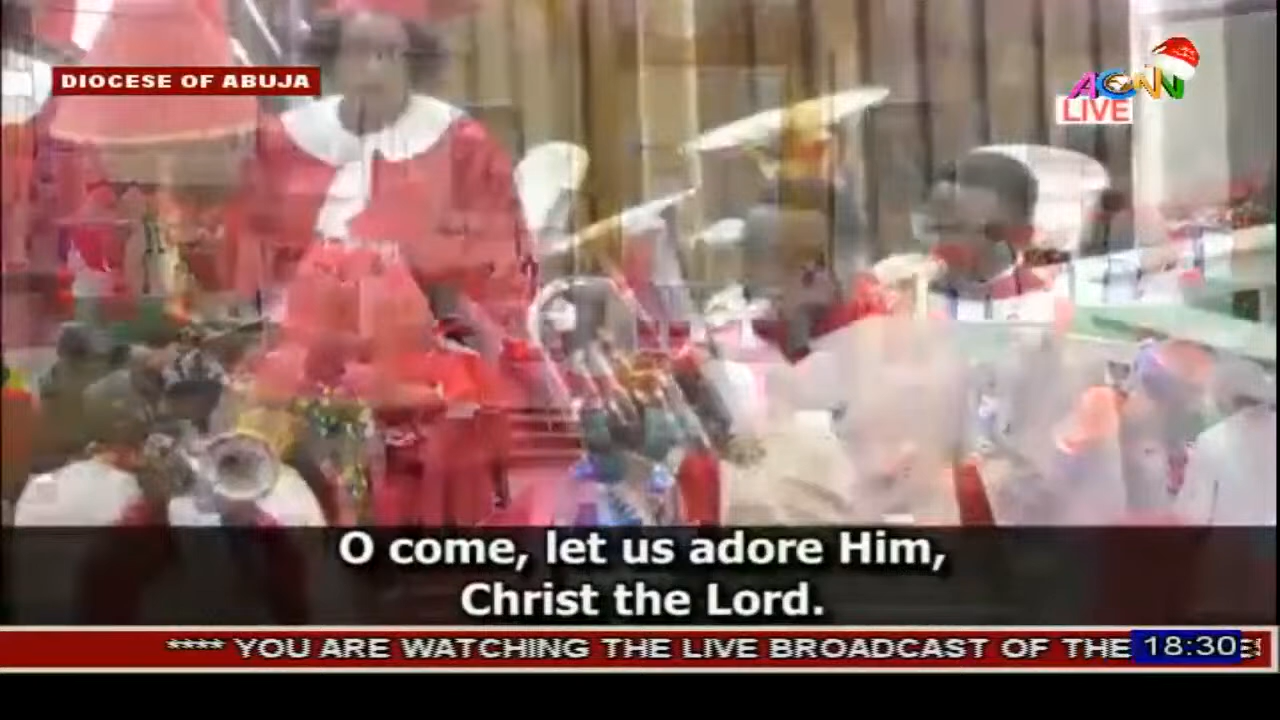 DIOCESE OF ABUJA
ACNN
LIVE
O come, let us adore Him,
Christ the Lord.
**** YOU ARE WATCHING THE LIVE BROADCAST OF THE
18:30